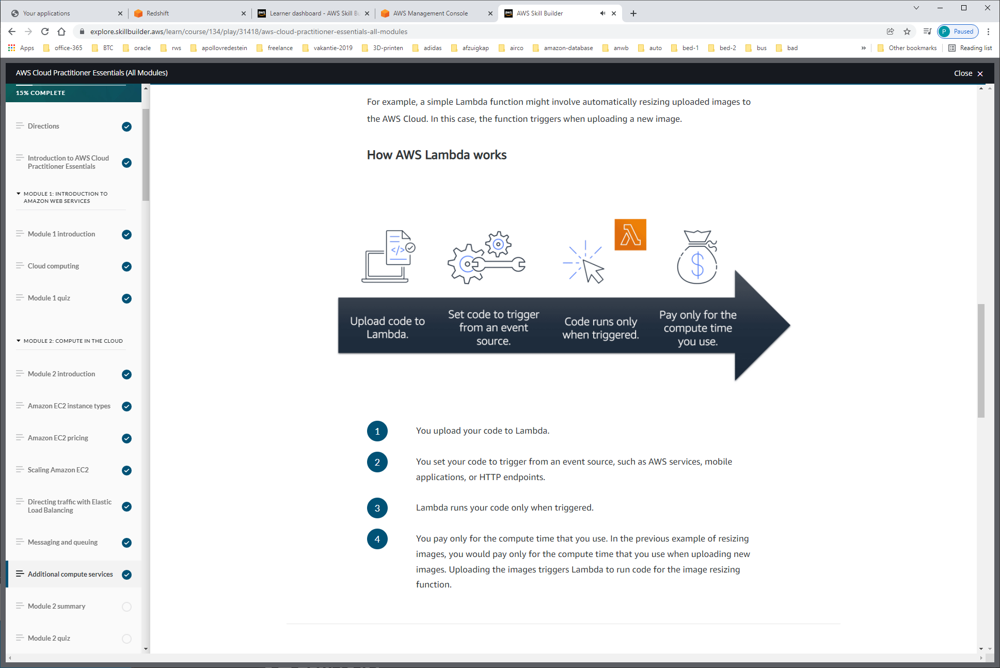 Your applications
Redshift
Learner dashboard - AWS Skill Bu
AWS Management Console
AWS Skill Builder
explore.skillbuilder.aws/learn/course/134/play/31418/aws-cloud-practitioner-essentials-all-modules
P Paused
Apps
office-365
BTC
oracle
rws
apollovredestein
freelance
vakantie-2019
3D-printen
adidas
afzuigkap
airco
amazon-database
anwb
auto
bed-1
bed-2
bus
bad
»
Other bookmarks
Reading list
AWS Cloud Practitioner Essentials (All Modules)
Close
15% COMPLETE
Directions
Introduction to AWS Cloud
Practitioner Essentials
MODULE 1: INTRODUCTION TO
AMAZON WEB SERVICES
Module 1 introduction
Cloud computing
Module 1 quiz
MODULE 2: COMPUTE IN THE CLOUD
Module 2 introduction
Amazon EC2 instance types
Amazon EC2 pricing
Scaling Amazon EC2
Directing traffic with Elastic
Load Balancing
Messaging and queuing
Additional compute services
Module 2 summary
Module 2 quiz
For example, a simple Lambda function might involve automatically resizing uploaded images to
the AWS Cloud. In this case, the function triggers when uploading a new image.
How AWS Lambda works
</>
λ
$
Upload code to
Lambda.
Set code to trigger
from an event
source.
Code runs only
when triggered.
Pay only for the
compute time
you use.
1
You upload your code to Lambda.
2
You set your code to trigger from an event source, such as AWS services, mobile
applications, or HTTP endpoints.
3
Lambda runs your code only when triggered.
4
You pay only for the compute time that you use. In the previous example of resizing
images, you would pay only for the compute time that you use when uploading new
images. Uploading the images triggers Lambda to run code for the image resizing
function.